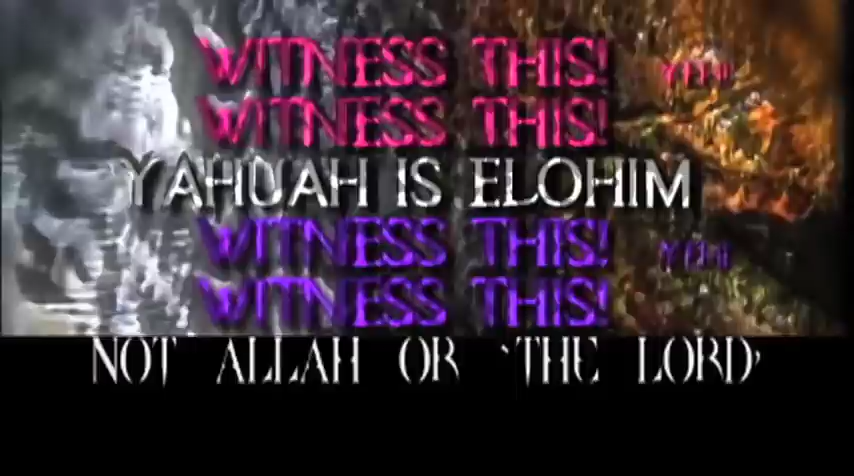 WITNESS THIS!
WITNESS THIS!
YAHUAH IS ELOHIM
WITNESS THIS!
WITNESS THIS!
NOT ALLAH OR 'THE LORD'